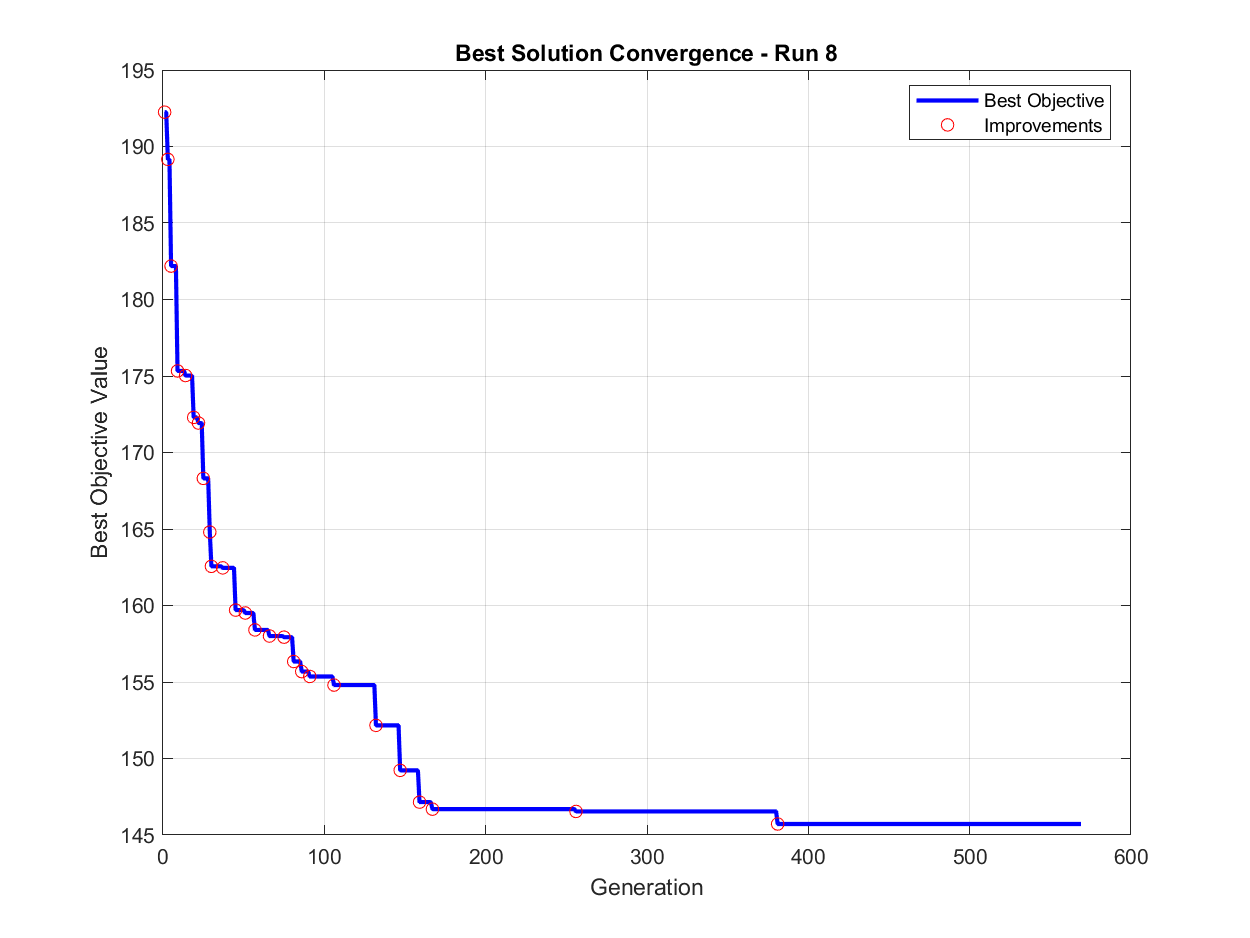 Best Solution Convergence - Run 8
195
190
185
180
175
170
165
160
155
150
145
Best Objective Value
Best Objective
Improvements
0 100 200 300 400 500 600
Generation